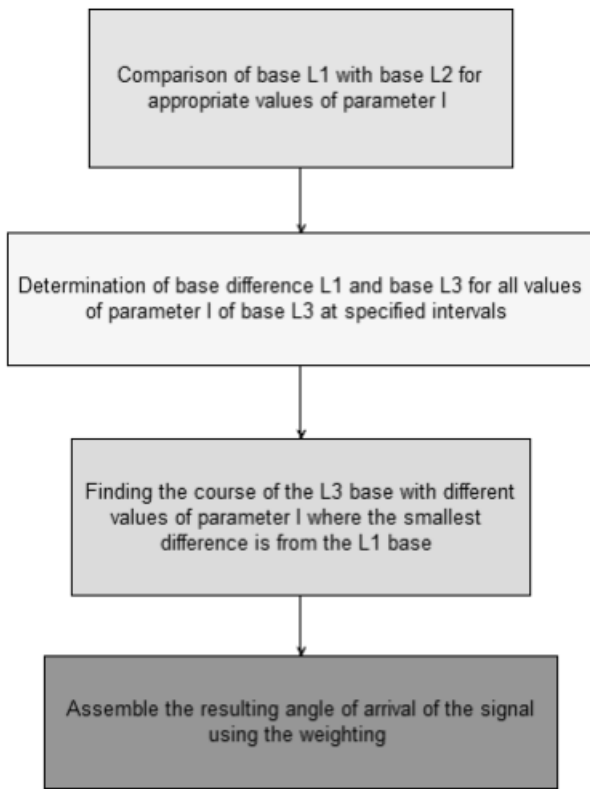 Comparison of base L1 with base L2 for
appropriate values of parameter I
Determination of base difference L1 and base L3 for all values
of parameter I of base L3 at specified intervals
Finding the course of the L3 base with different
values of parameter I where the smallest
difference is from the L1 base
Assemble the resulting angle of arrival of the signal
using the weighting